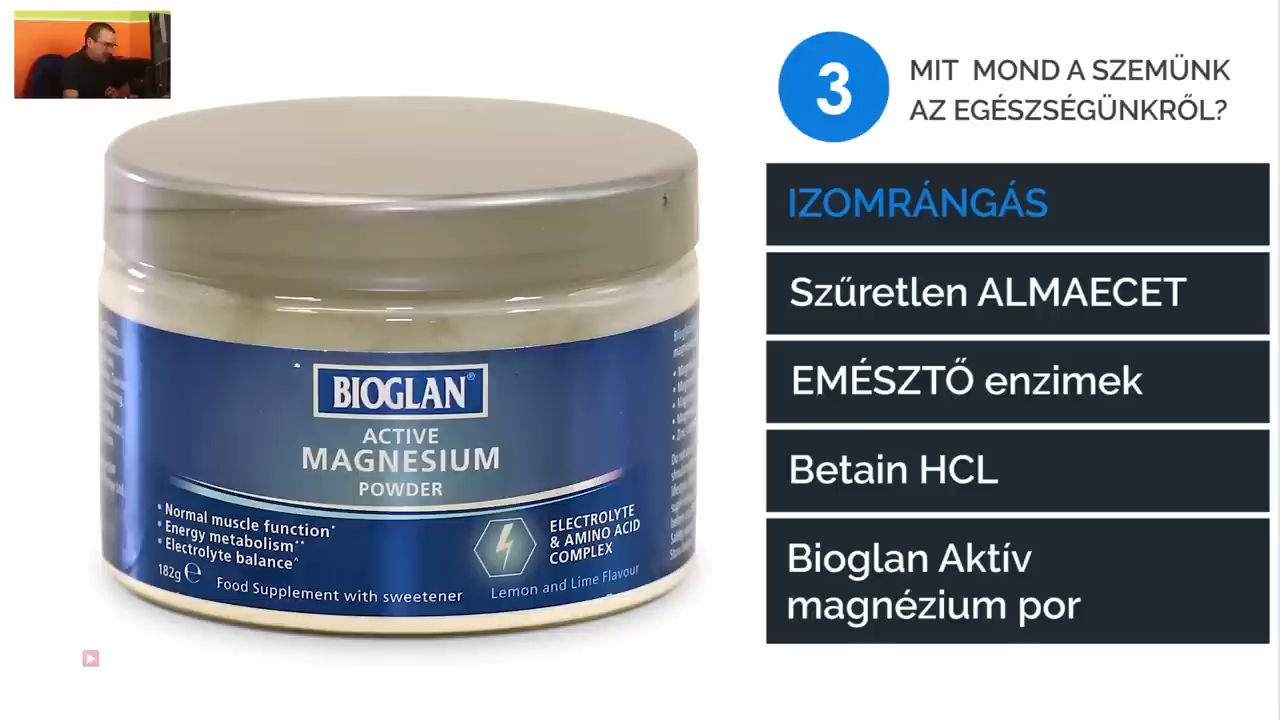 3
MIT MOND A SZEMÜNK
AZ EGÉSZSÉGÜNKRŐL?
IZOMRÁNGÁS
Szűretlen ALMAECET
EMÉSZTŐ enzimek
Betain HCL
Bioglan Aktív
magnézium por
BIOGLAN®
ACTIVE
MAGNESIUM
POWDER
• Normal muscle function*
• Energy metabolism**
• Electrolyte balance^
182g ℮
ELECTROLYTE
& AMINO ACID
COMPLEX
Food Supplement with sweetener
Lemon and Lime Flavour